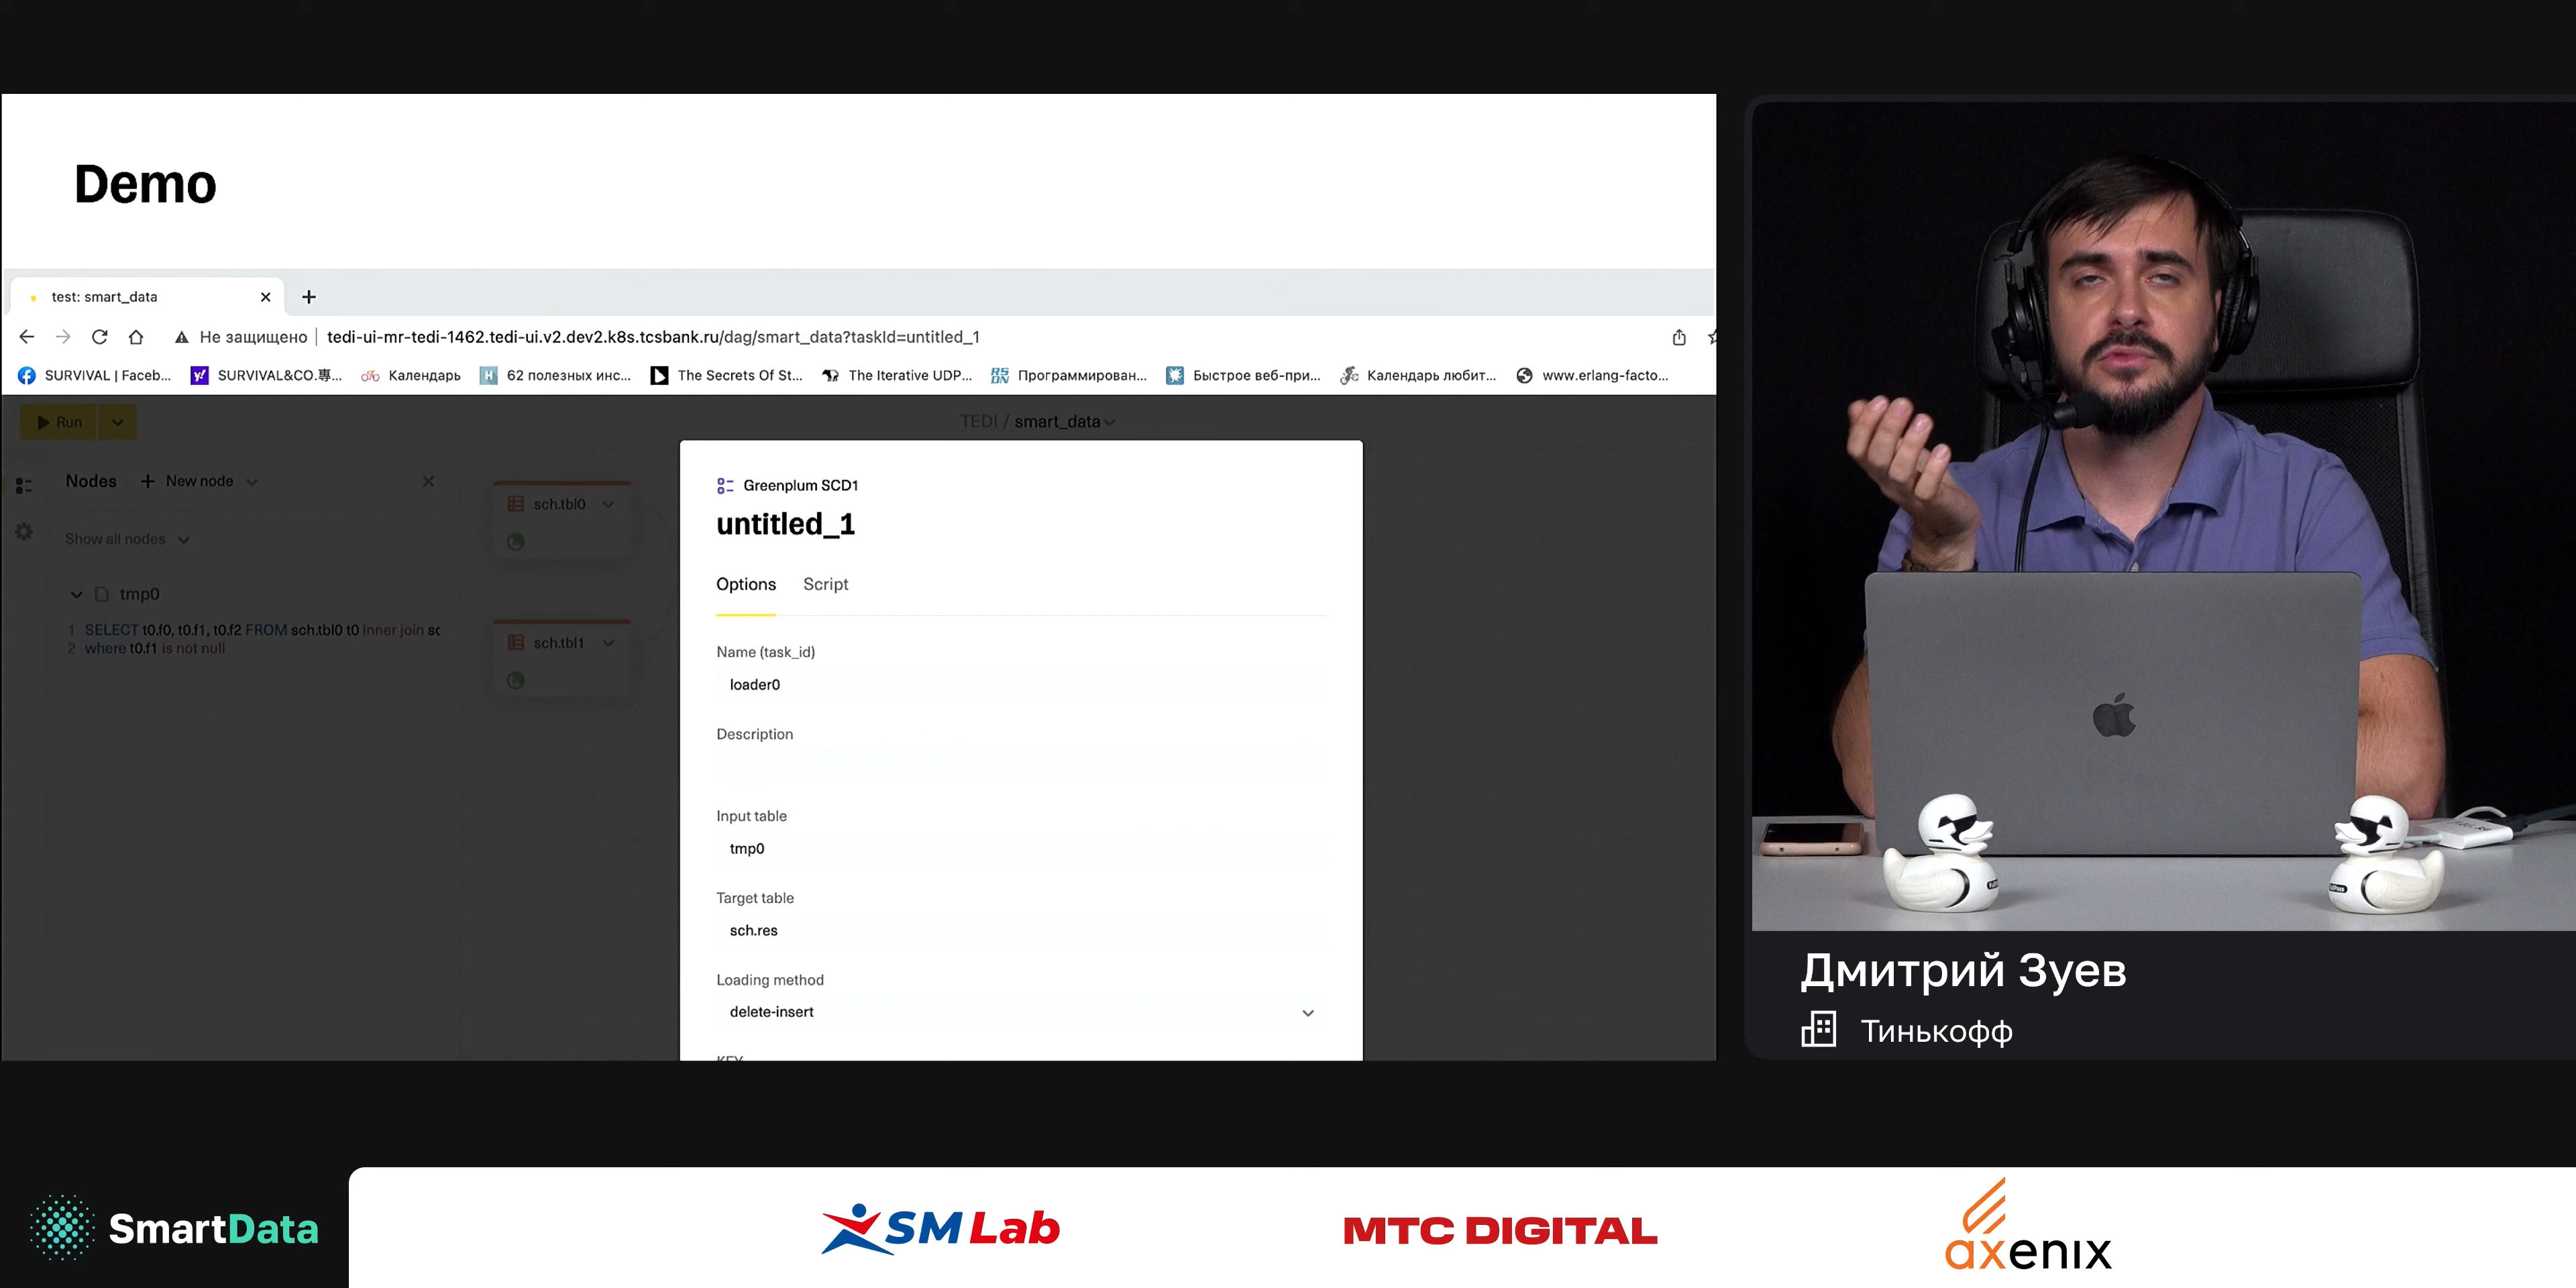 Demo
test: smart_data
Не защищено
tedi-ui-mr-tedi-1462.tedi-ui.v2.dev2.k8s.tcsbank.ru/dag/smart_data?taskId=untitled_1
SURVIVAL | Faceb...
SURVIVAL&CO.專...
Календарь
62 полезных инс...
The Secrets Of St...
The Iterative UDP...
Программирован...
Быстрое веб-при...
Календарь любит...
www.erlang-facto...
Run
TEDI / smart_data
Nodes
+ New node
Show all nodes
tmp0
1 SELECT t0.f0, t0.f1, t0.f2 FROM sch.tbl0 t0 inner join sc
2 where t0.f1 is not null
sch.tbl0
sch.tbl1
Greenplum SCD1
untitled_1
Options
Script
Name (task_id)
loader0
Description
Input table
tmp0
Target table
sch.res
Loading method
delete-insert
KEY
Дмитрий Зуев
Тинькофф
SmartData
SM Lab
МТС DIGITAL
axenix